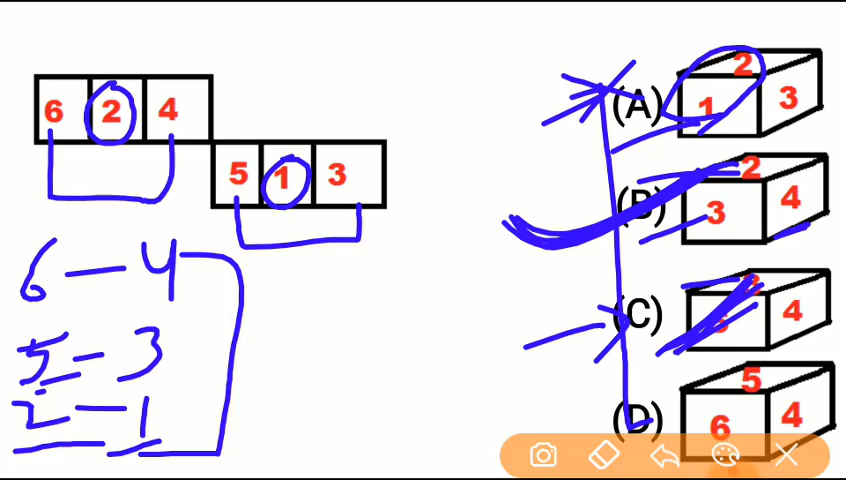 6 2 4
5 1 3
6 — 4
5 — 3
2 — 1
(A) 2 1 3
(B) 2 3 4
(C) 4
(D) 5 6 4